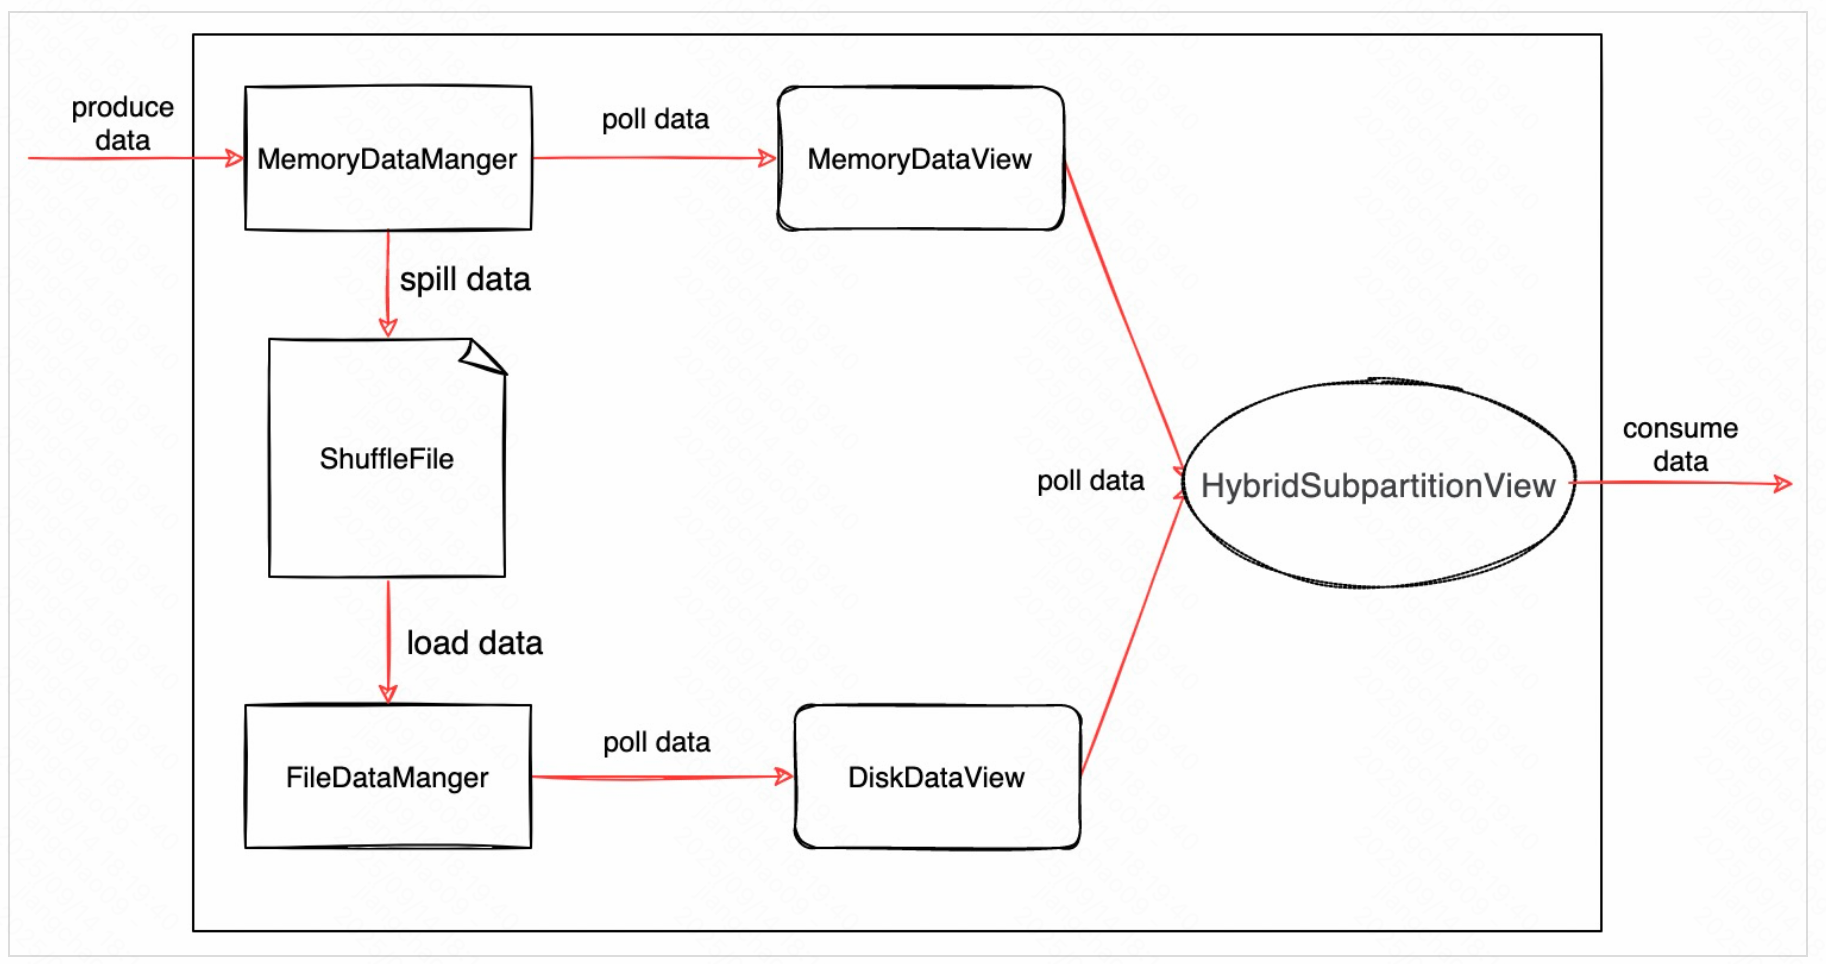 produce
data
MemoryDataManger
poll data
MemoryDataView
spill data
ShuffleFile
poll data
HybridSubpartitionView
consume
data
load data
FileDataManger
poll data
DiskDataView